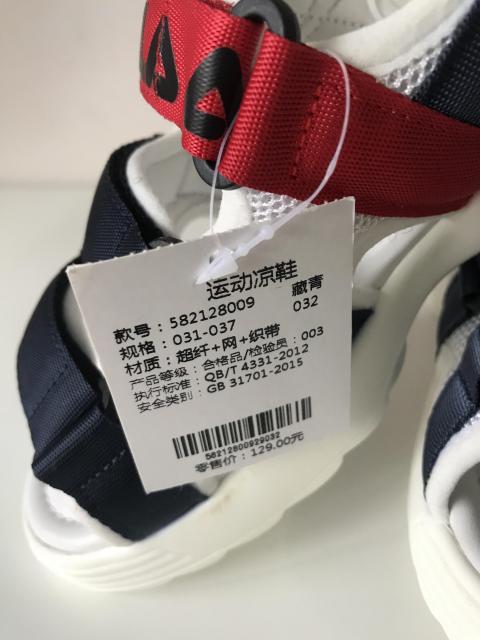 运动凉鞋
款号：582128009 藏青
规格：031-037 032
材质：超纤+网+织带
产品等级：合格品/检验员：003
执行标准：QB/T 4331-2012
安全类别：GB 31701-2015
58212800929032
零售价：129.00元